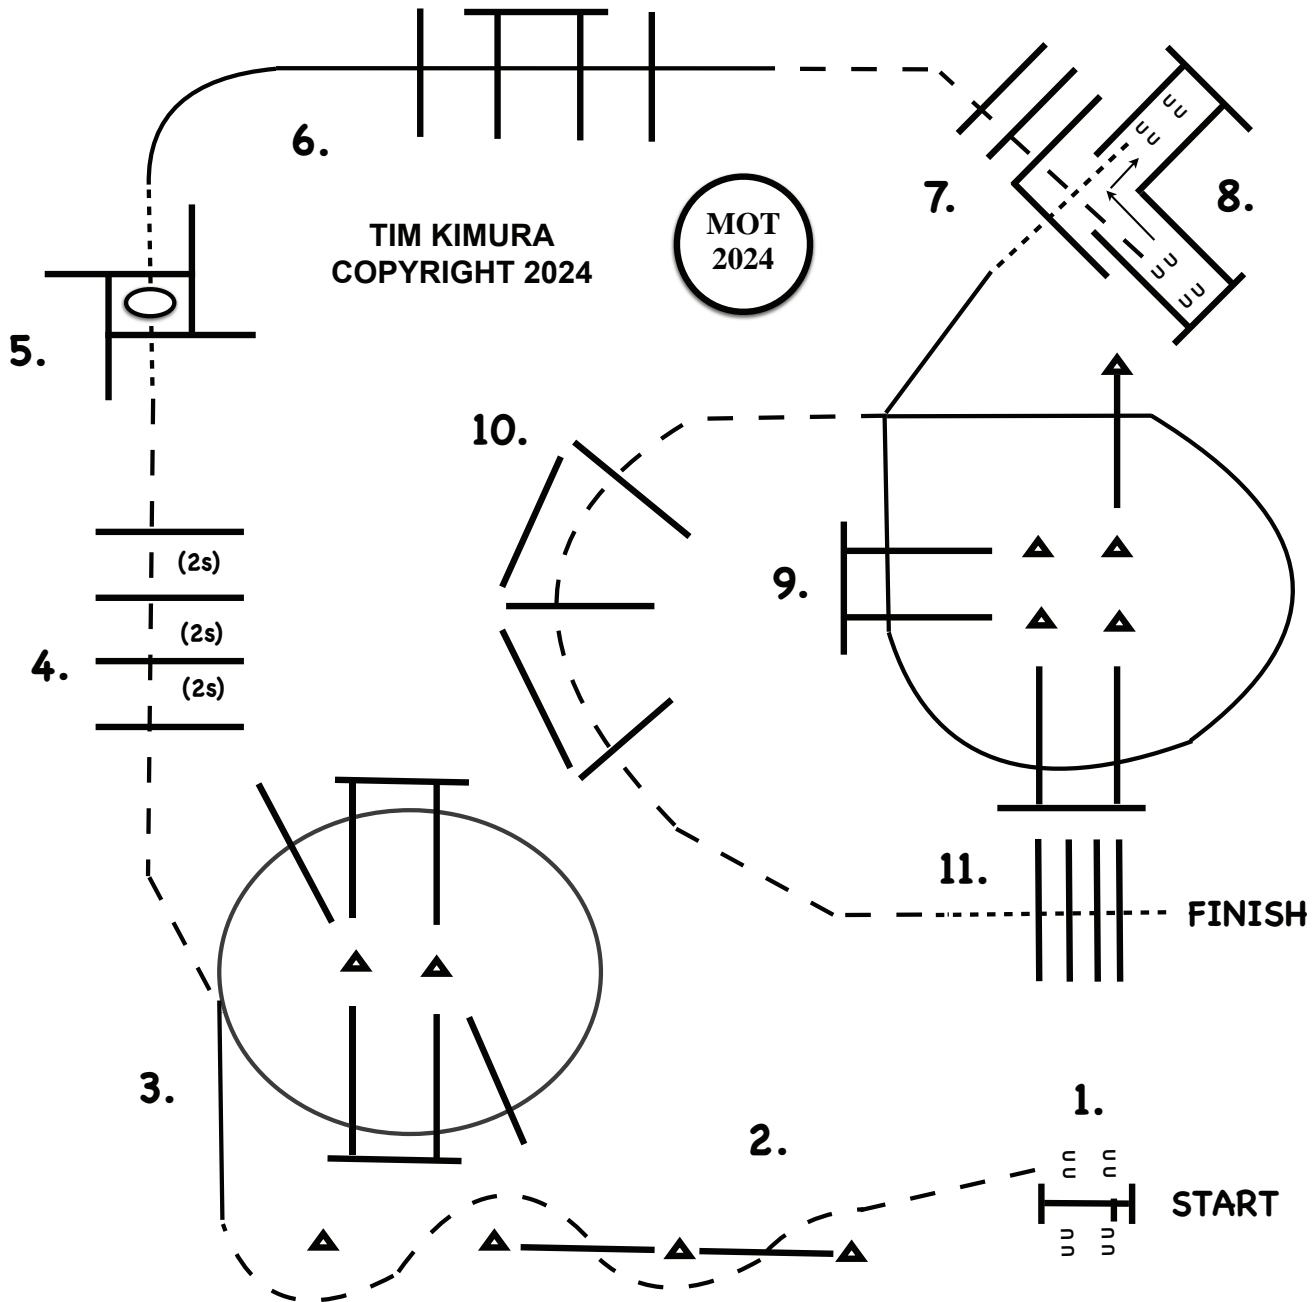 6.
7.
8.
TIM KIMURA
COPYRIGHT 2024
MOT
2024
5.
10.
(2s)
(2s)
(2s)
4.
9.
11.
FINISH
3.
2.
1.
START